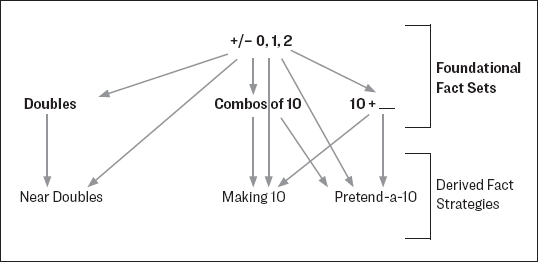 +/− 0, 1, 2
Foundational
Fact Sets
Doubles
Combos of 10
10 + __
Near Doubles
Making 10
Pretend-a-10
Derived Fact
Strategies